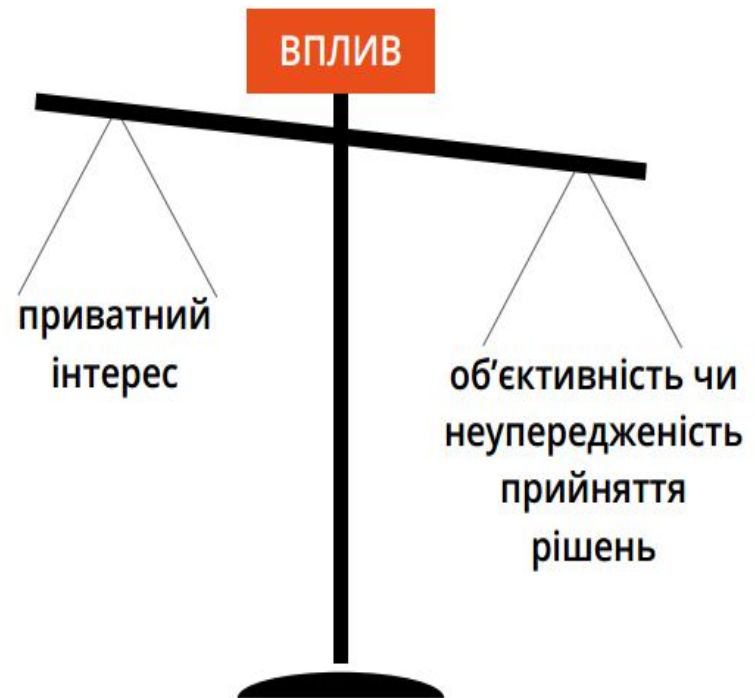 ВПЛИВ
приватний
інтерес
об’єктивність чи
неупередженість
прийняття
рішень